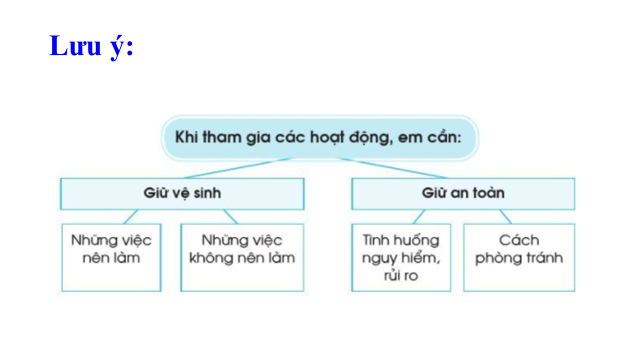 Lưu ý:
Khi tham gia các hoạt động, em cần:
Giữ vệ sinh
Giữ an toàn
Những việc
nên làm
Những việc
không nên làm
Tình huống
nguy hiểm,
rủi ro
Cách
phòng tránh